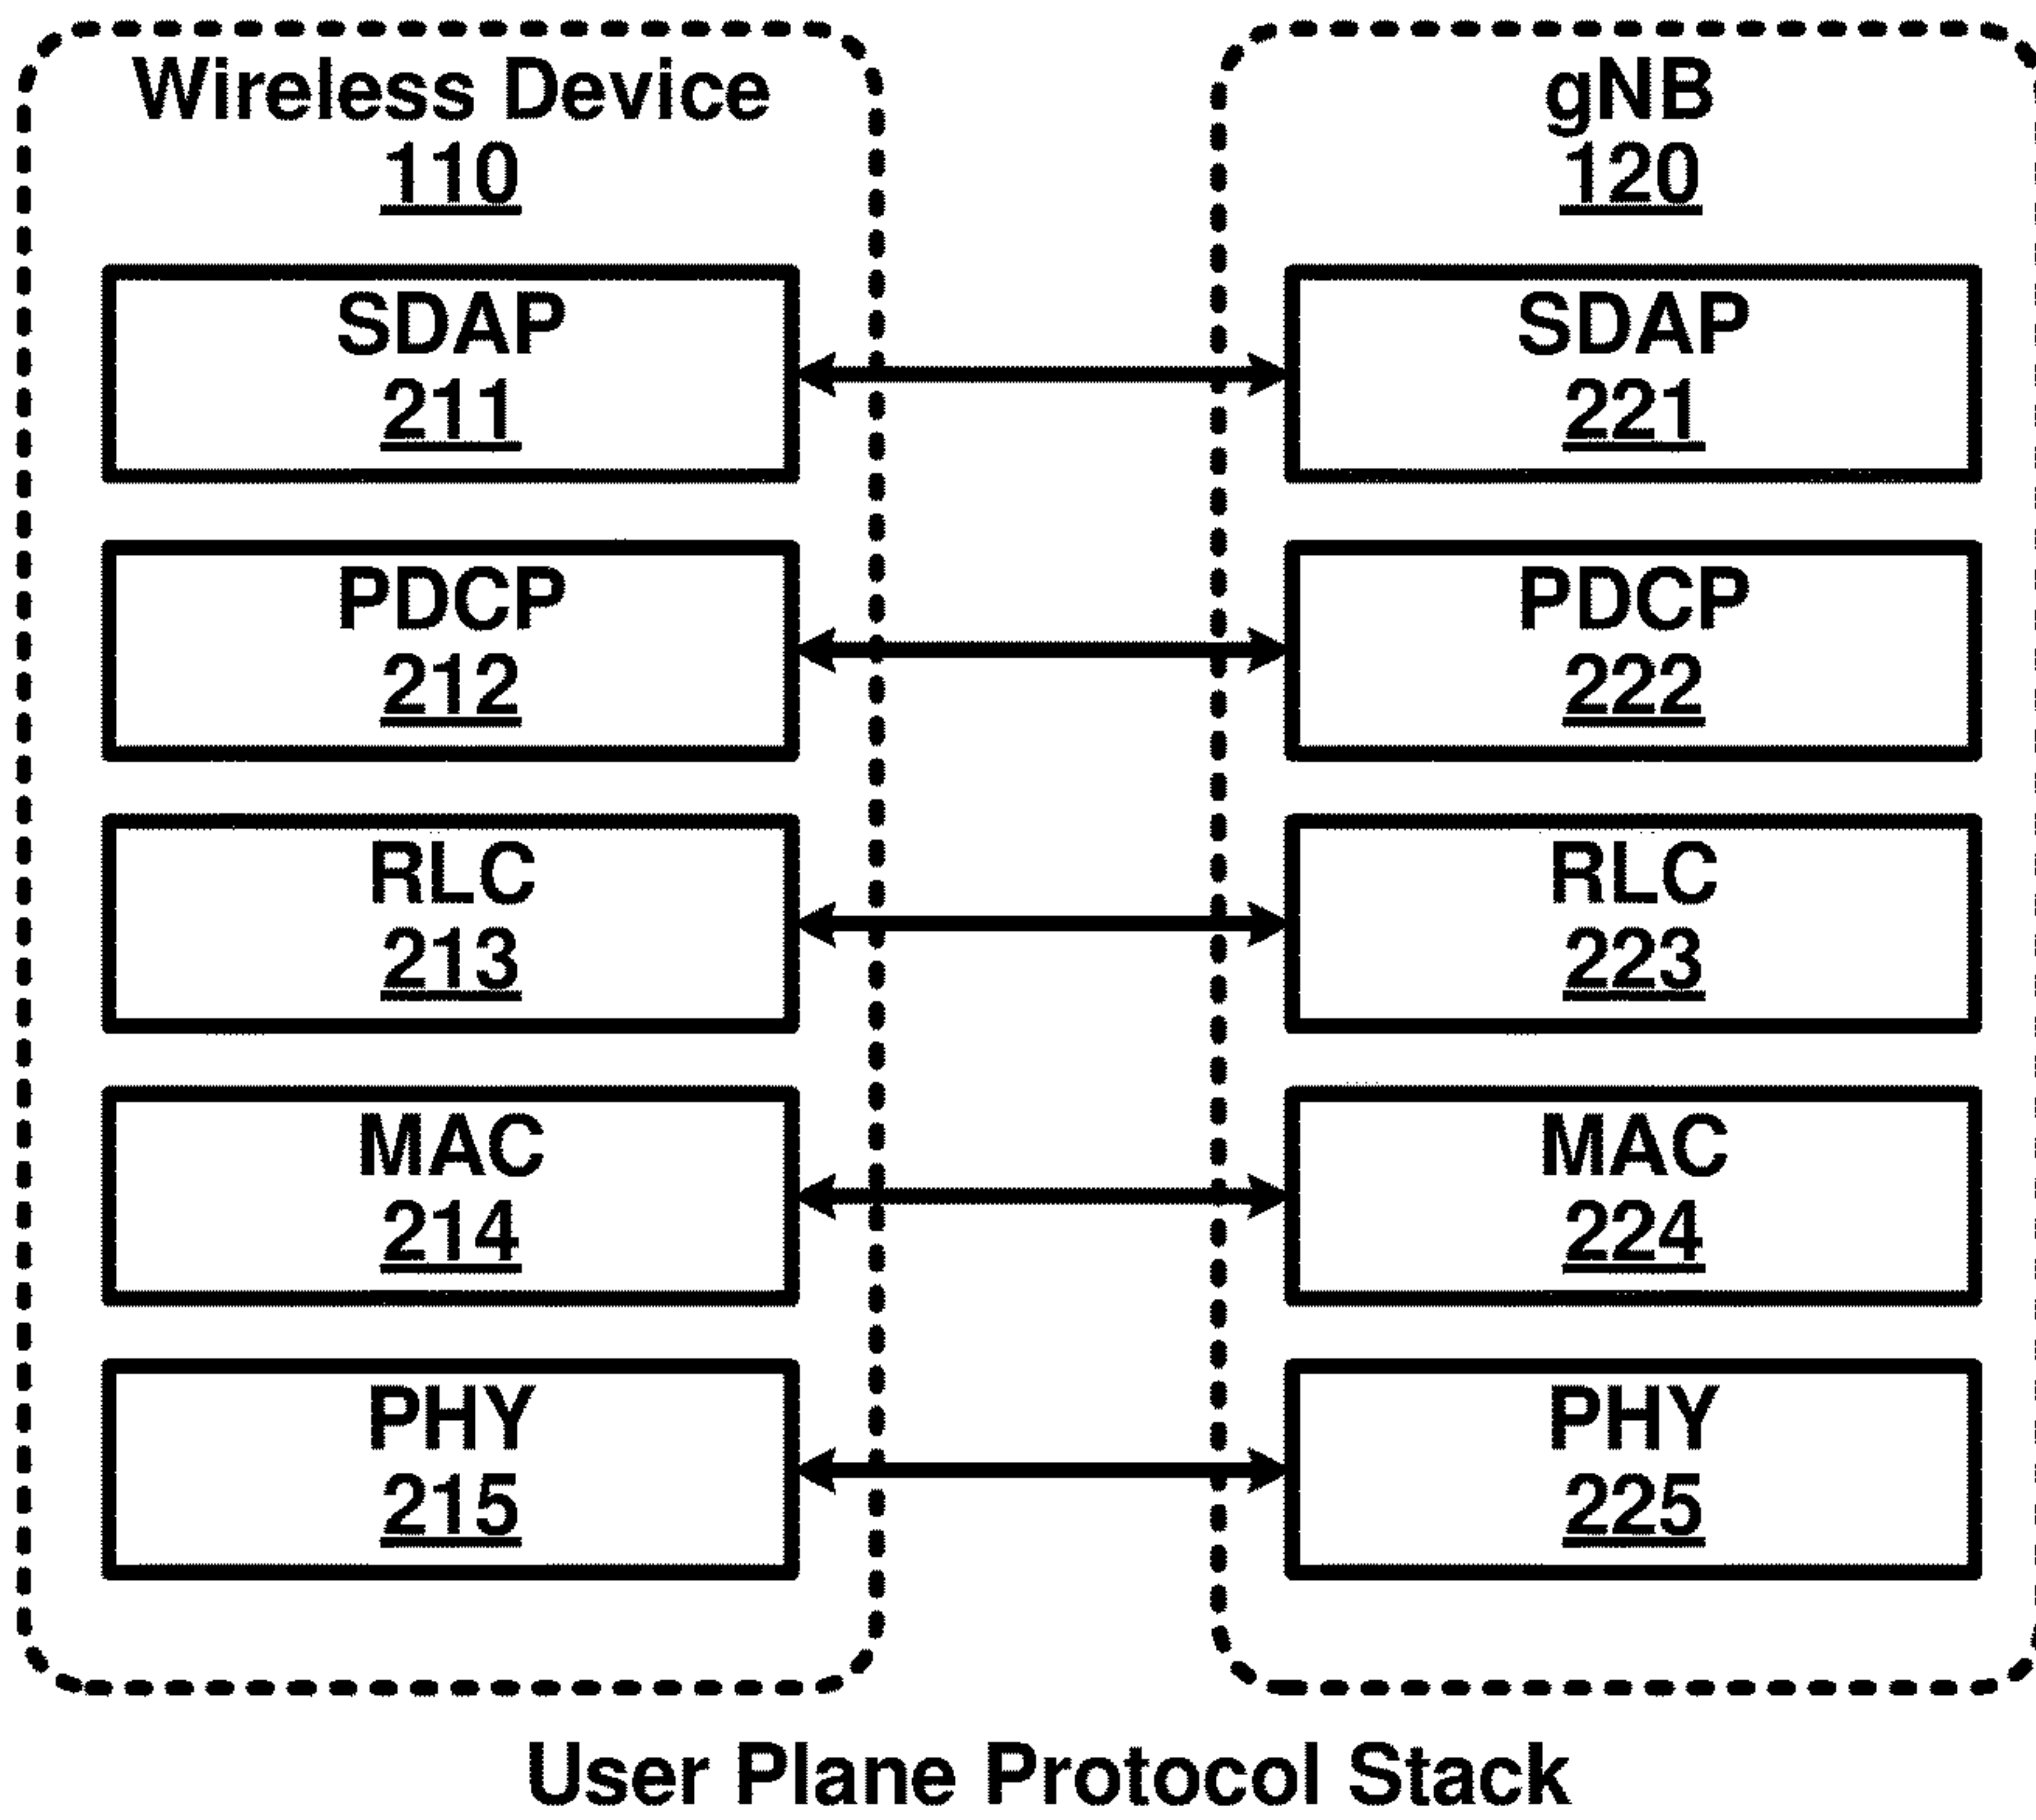 Wireless Device
110
SDAP
211
PDCP
212
RLC
213
MAC
214
PHY
215
gNB
120
SDAP
221
PDCP
222
RLC
223
MAC
224
PHY
225
User Plane Protocol Stack